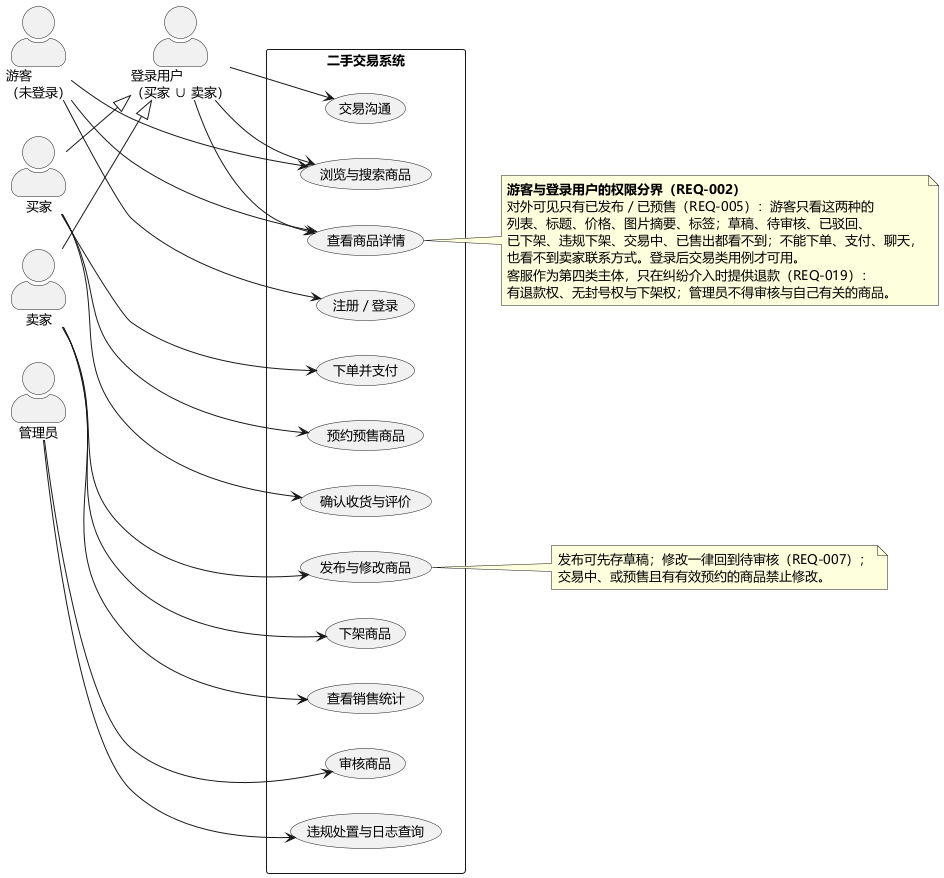 游客
（未登录）
登录用户
（买家 ∪ 卖家）
买家
卖家
管理员
二手交易系统
交易沟通
浏览与搜索商品
查看商品详情
注册 / 登录
下单并支付
预约预售商品
确认收货与评价
发布与修改商品
下架商品
查看销售统计
审核商品
违规处置与日志查询
游客与登录用户的权限分界（REQ-002）
对外可见只有已发布 / 已预售（REQ-005）：游客只看这两种的
列表、标题、价格、图片摘要、标签；草稿、待审核、已驳回、
已下架、违规下架、交易中、已售出都看不到；不能下单、支付、聊天，
也看不到卖家联系方式。登录后交易类用例才可用。
客服作为第四类主体，只在纠纷介入时提供退款（REQ-019）：
有退款权、无封号权与下架权；管理员不得审核与自己有关的商品。
发布可先存草稿；修改一律回到待审核（REQ-007）；
交易中、或预售且有有效预约的商品禁止修改。